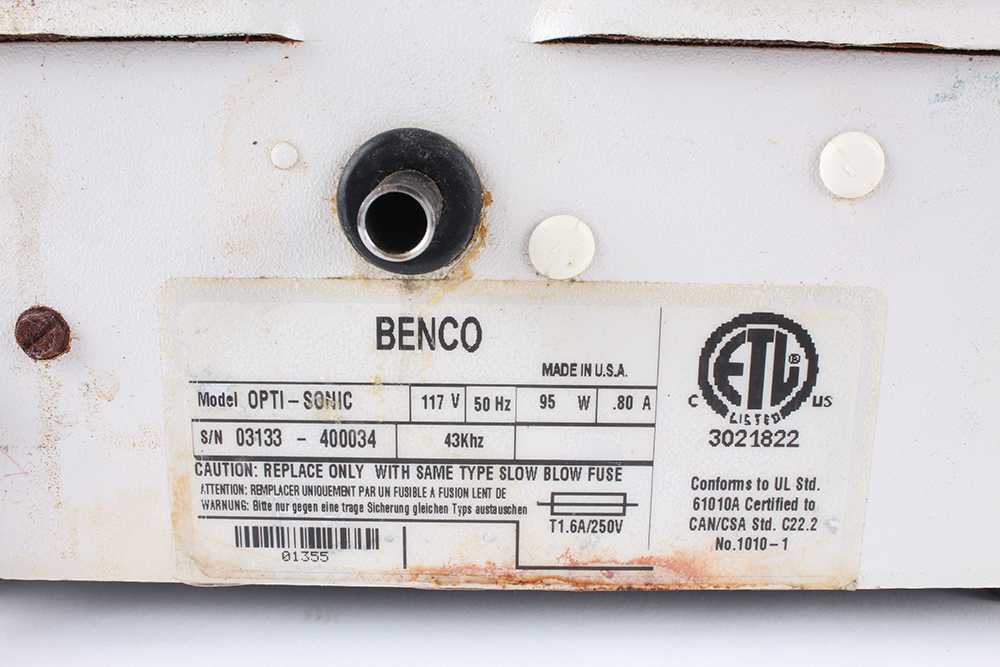 BENCO
MADE IN U.S.A.
Model OPTI-SONIC 117 V 50 Hz 95 W .80 A
S/N 03133 - 400034 43Khz
CAUTION: REPLACE ONLY WITH SAME TYPE SLOW BLOW FUSE
ATTENTION: REMPLACER UNIQUEMENT PAR UN FUSIBLE A FUSION LENT DE
WARNUNG: Bitte nur gegen eine trage Sicherung gleichen Typs austauschen
T1.6A/250V
01355
ETL ®
C LISTED US
3021822
Conforms to UL Std.
61010A Certified to
CAN/CSA Std. C22.2
No.1010-1